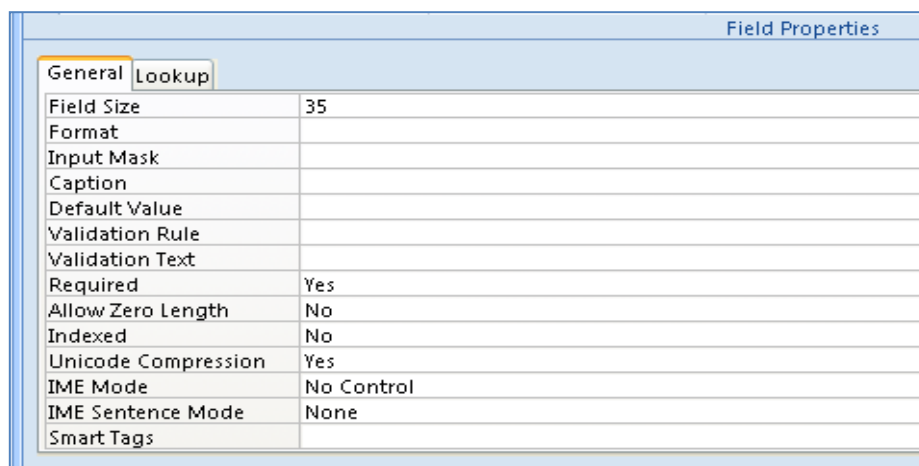 Field Properties
General Lookup
Field Size 35
Format
Input Mask
Caption
Default Value
Validation Rule
Validation Text
Required Yes
Allow Zero Length No
Indexed No
Unicode Compression Yes
IME Mode No Control
IME Sentence Mode None
Smart Tags